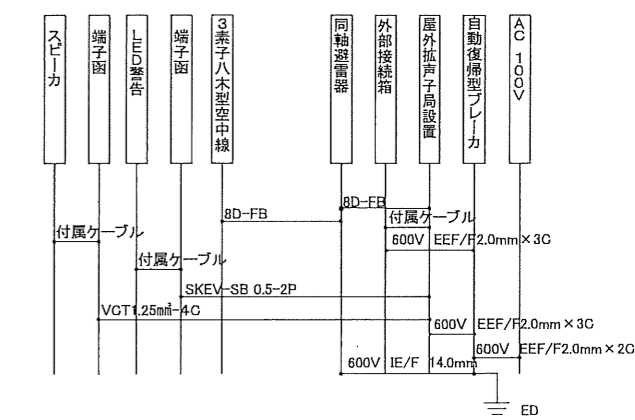 スピーカ
端子函
LED警告
端子函
3素子八木型空中線
同軸避雷器
外部接続箱
屋外拡声子局設置
自動復帰型ブレーカ
AC 100V
8D-FB
8D-FB
付属ケーブル
付属ケーブル
600V EEF/F2.0mm×3C
付属ケーブル
SKEV-SB 0.5-2P
VCT1.25m㎡-4C
600V EEF/F2.0mm×3C
600V EEF/F2.0mm×2C
600V IE/F 14.0mm
ED